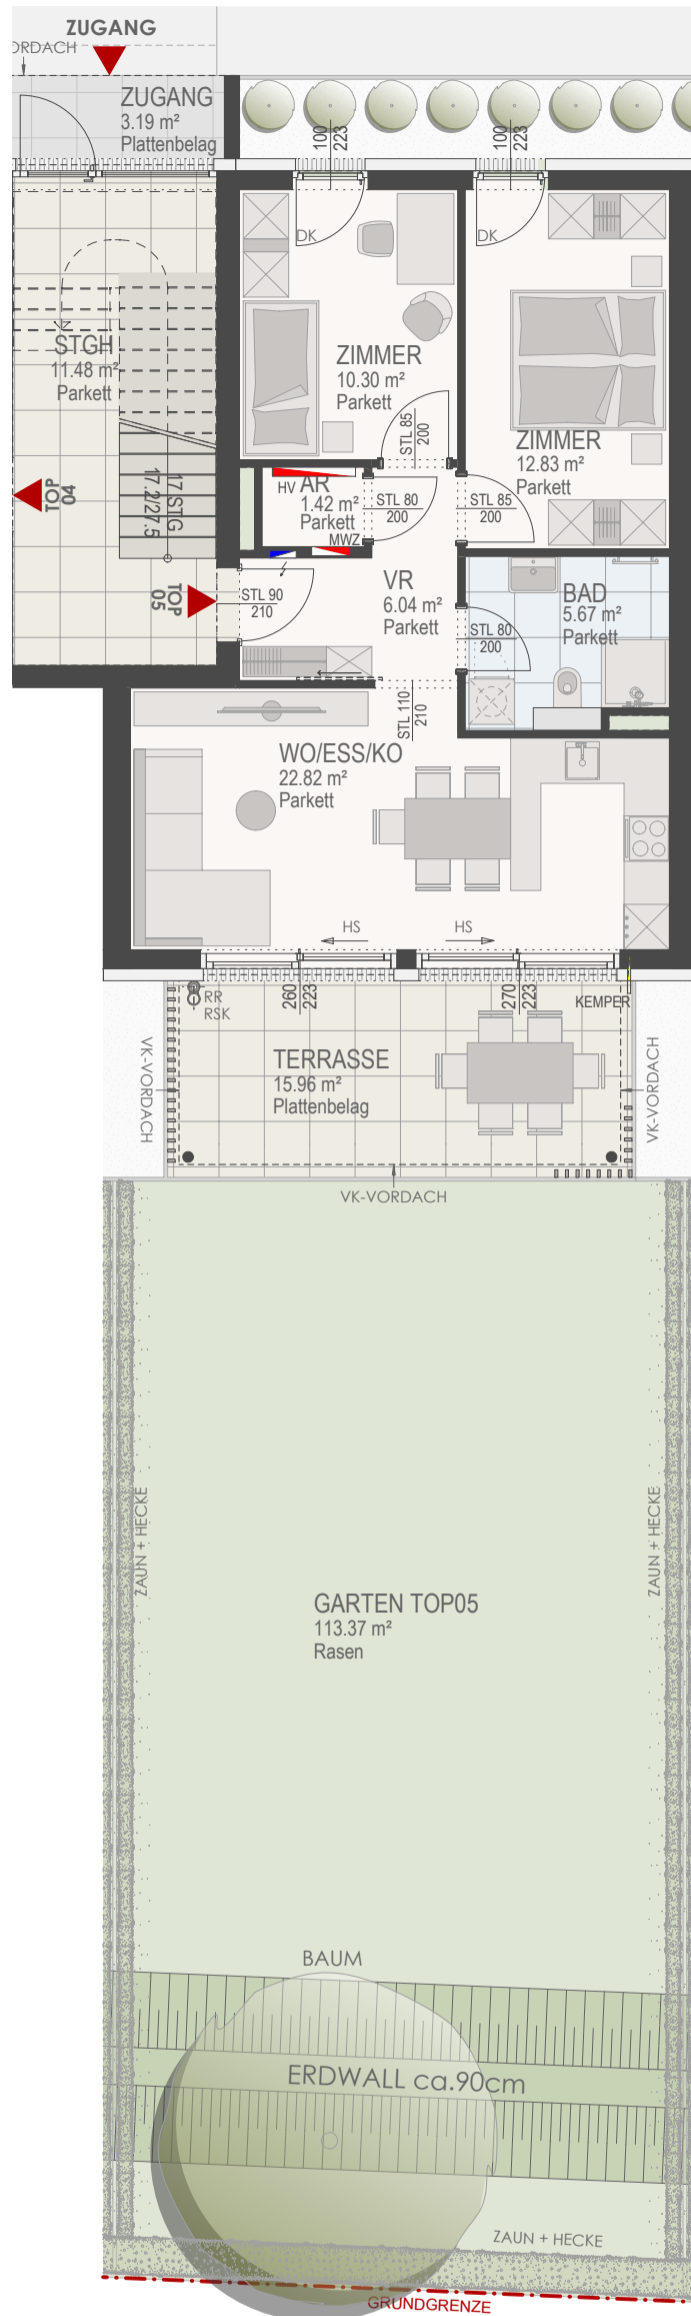 ZUGANG
ORDACH
ZUGANG
3.19 m²
Plattenbelag
100
223
100
223
DK
DK
STGH
11.48 m²
Parkett
ZIMMER
10.30 m²
Parkett
STL 85
200
ZIMMER
12.83 m²
Parkett
TOP
04
17 STG
17.2/27.5
HV
AR
1.42 m²
Parkett
MWZ
STL 80
200
STL 85
200
TOP
05
STL 90
210
VR
6.04 m²
Parkett
BAD
5.67 m²
Parkett
STL 80
200
STL 110
210
WO/ESS/KO
22.82 m²
Parkett
HS
HS
260
223
270
223
RR
RSK
KEMPER
VK-VORDACH
TERRASSE
15.96 m²
Plattenbelag
VK-VORDACH
VK-VORDACH
ZAUN + HECKE
ZAUN + HECKE
GARTEN TOP05
113.37 m²
Rasen
BAUM
ERDWALL ca.90cm
ZAUN + HECKE
GRUNDGRENZE